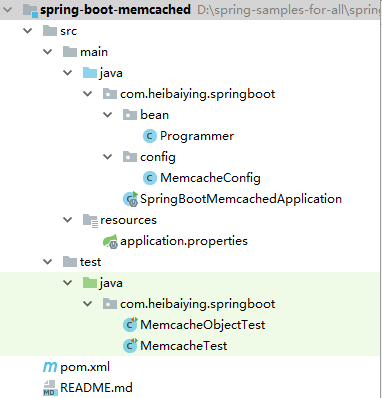 spring-boot-memcached D:\spring-samples-for-all\spring
src
main
java
com.heibaiying.springboot
bean
Programmer
config
MemcacheConfig
SpringBootMemcachedApplication
resources
application.properties
test
java
com.heibaiying.springboot
MemcacheObjectTest
MemcacheTest
pom.xml
README.md